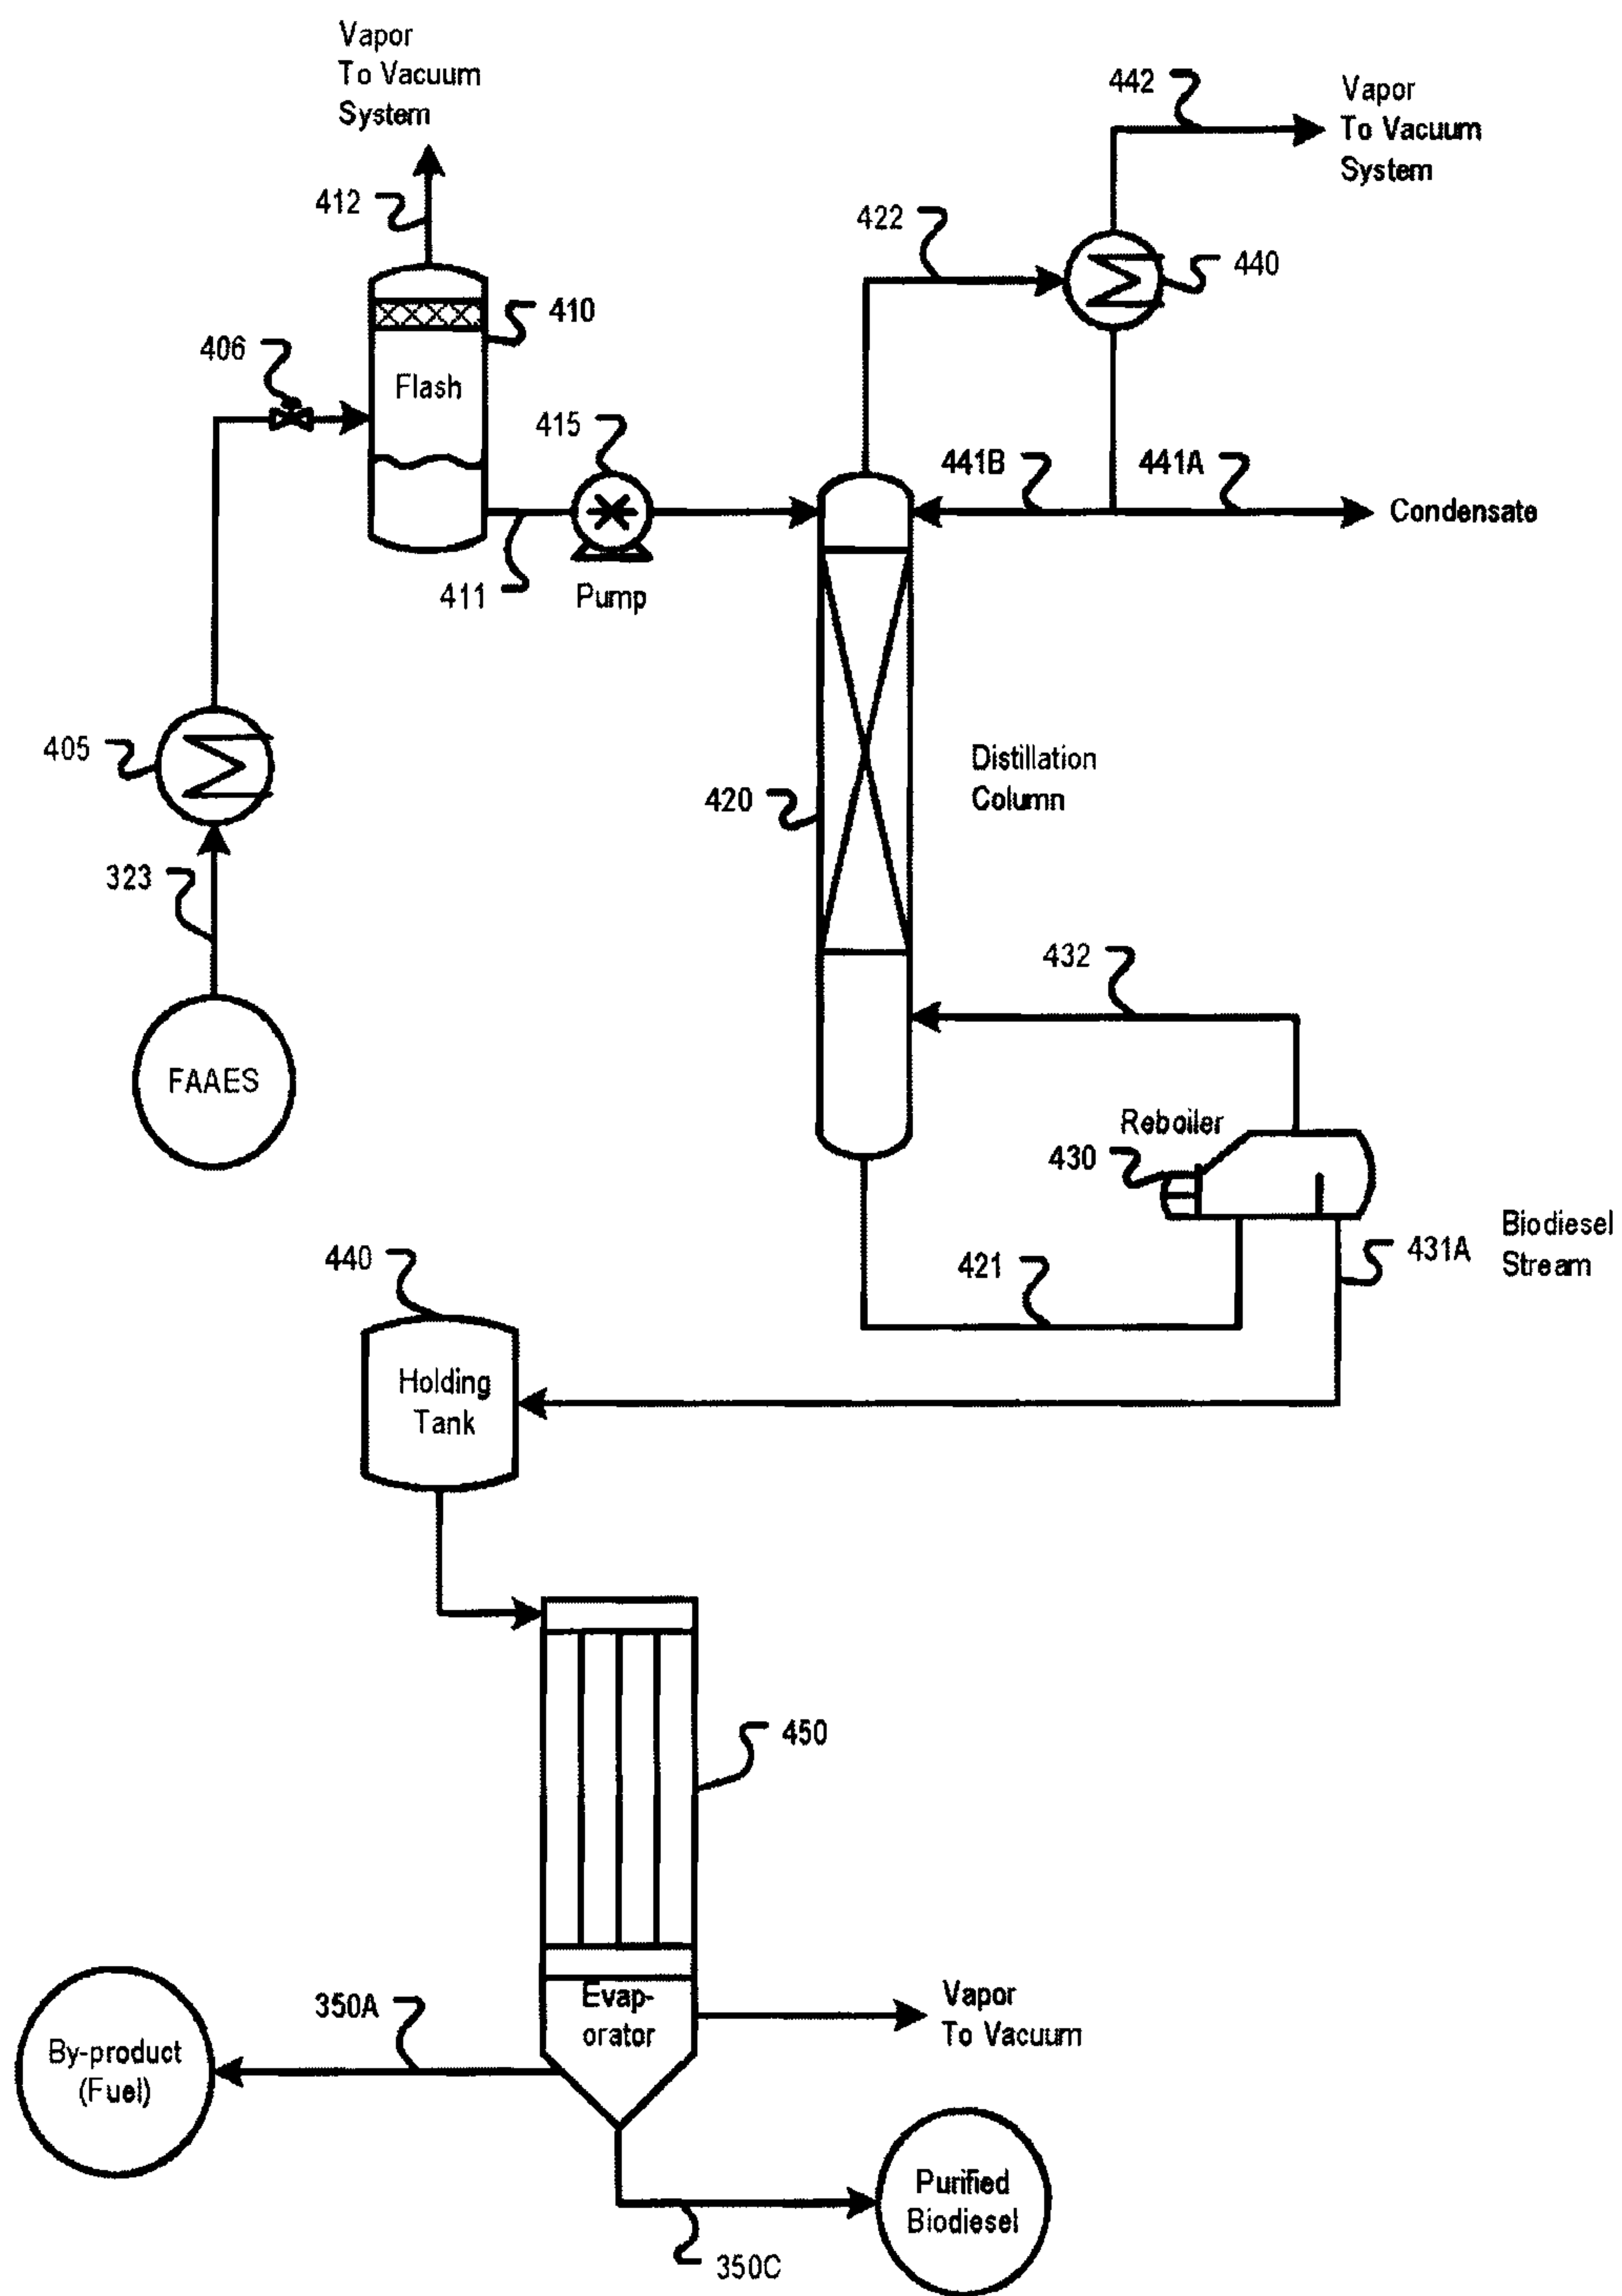 Vapor
To Vacuum
System
442
Vapor
To Vacuum
System
412
422
440
410
406
Flash
415
441B
441A
Condensate
411
Pump
405
Distillation
Column
420
323
432
FAAES
Reboiler
430
Biodiesel
Stream
431A
440
421
Holding
Tank
450
Evap-
orator
350A
Vapor
To Vacuum
By-product
(Fuel)
Purified
Biodiesel
350C